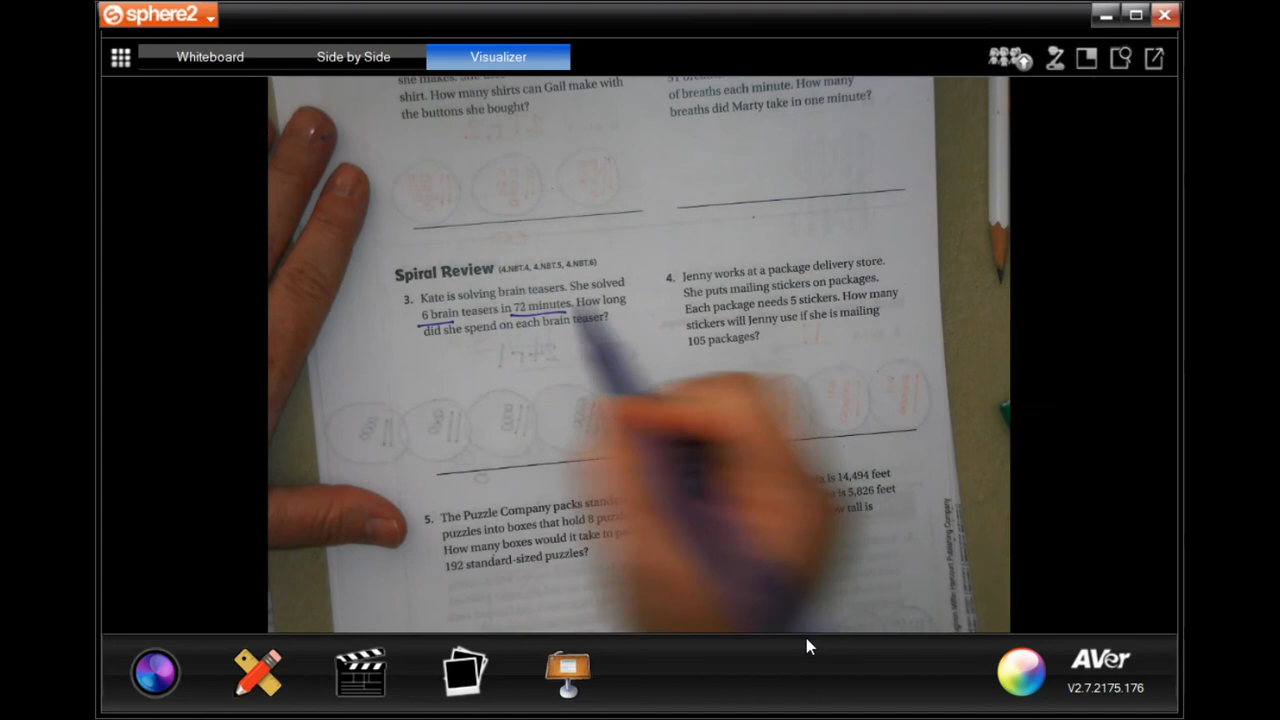 sphere2
Whiteboard
Side by Side
Visualizer
shirt. How many shirts can Gail make with
the buttons she bought?
of breaths each minute. How many
breaths did Marty take in one minute?
Spiral Review (4.NBT.4, 4.NBT.5, 4.NBT.6)
3. Kate is solving brain teasers. She solved
6 brain teasers in 72 minutes. How long
did she spend on each brain teaser?
4. Jenny works at a package delivery store.
She puts mailing stickers on packages.
Each package needs 5 stickers. How many
stickers will Jenny use if she is mailing
105 packages?
5. The Puzzle Company packs
puzzles into boxes that hold 8
How many boxes would it take to
192 standard-sized puzzles?
is 14,494 feet
is 5,826 feet
tall is
AVer
V2.7.2175.176